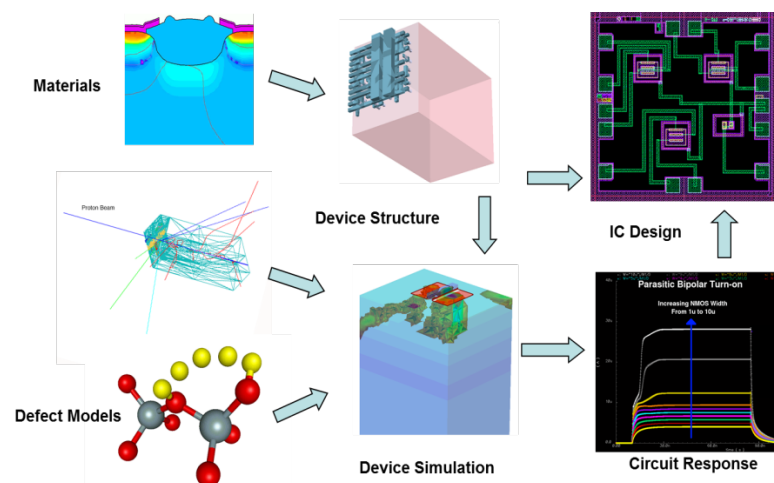 Materials
Device Structure
IC Design
Proton Beam
Defect Models
Device Simulation
Parasitic Bipolar Turn-on
Increasing NMOS Width
From 1u to 10u
Circuit Response